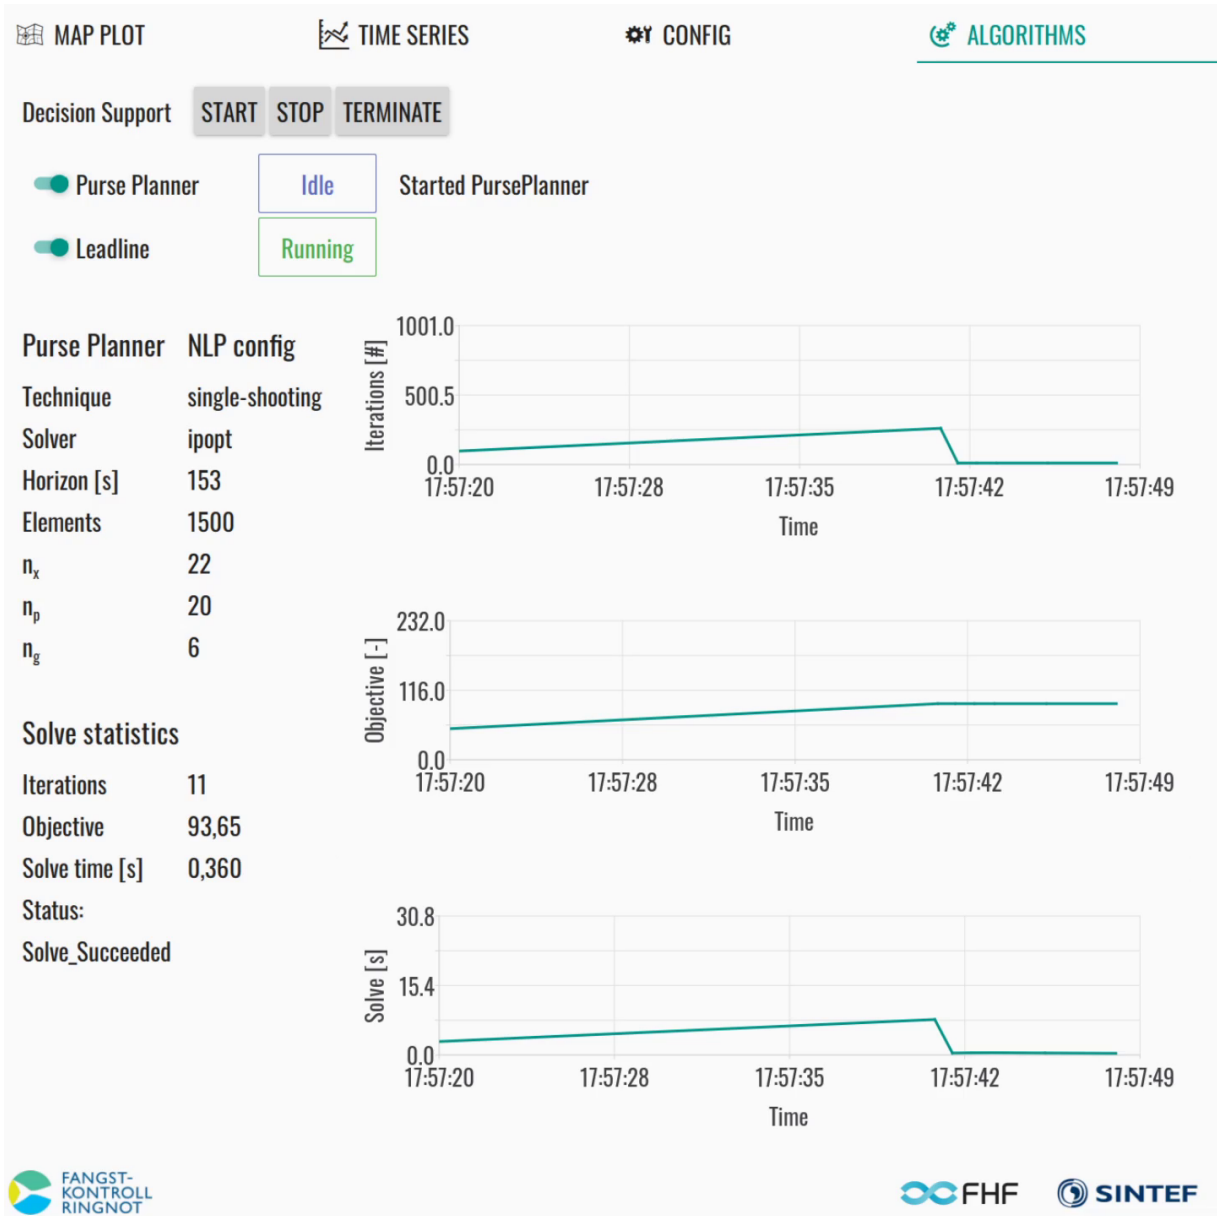 MAP PLOT TIME SERIES CONFIG ALGORITHMS
Decision Support START STOP TERMINATE
Purse Planner Idle Started PursePlanner
Leadline Running
Purse Planner NLP config
Technique single-shooting
Solver ipopt
Horizon [s] 153
Elements 1500
nx 22
np 20
ng 6
Solve statistics
Iterations 11
Objective 93,65
Solve time [s] 0,360
Status:
Solve_Succeeded
Iterations [#]
1001.0
500.5
0.0
17:57:20 17:57:28 17:57:35 17:57:42 17:57:49
Time
Objective [-]
232.0
116.0
0.0
17:57:20 17:57:28 17:57:35 17:57:42 17:57:49
Time
Solve [s]
30.8
15.4
0.0
17:57:20 17:57:28 17:57:35 17:57:42 17:57:49
Time
FANGST-
KONTROLL
RINGNOT
FHF SINTEF